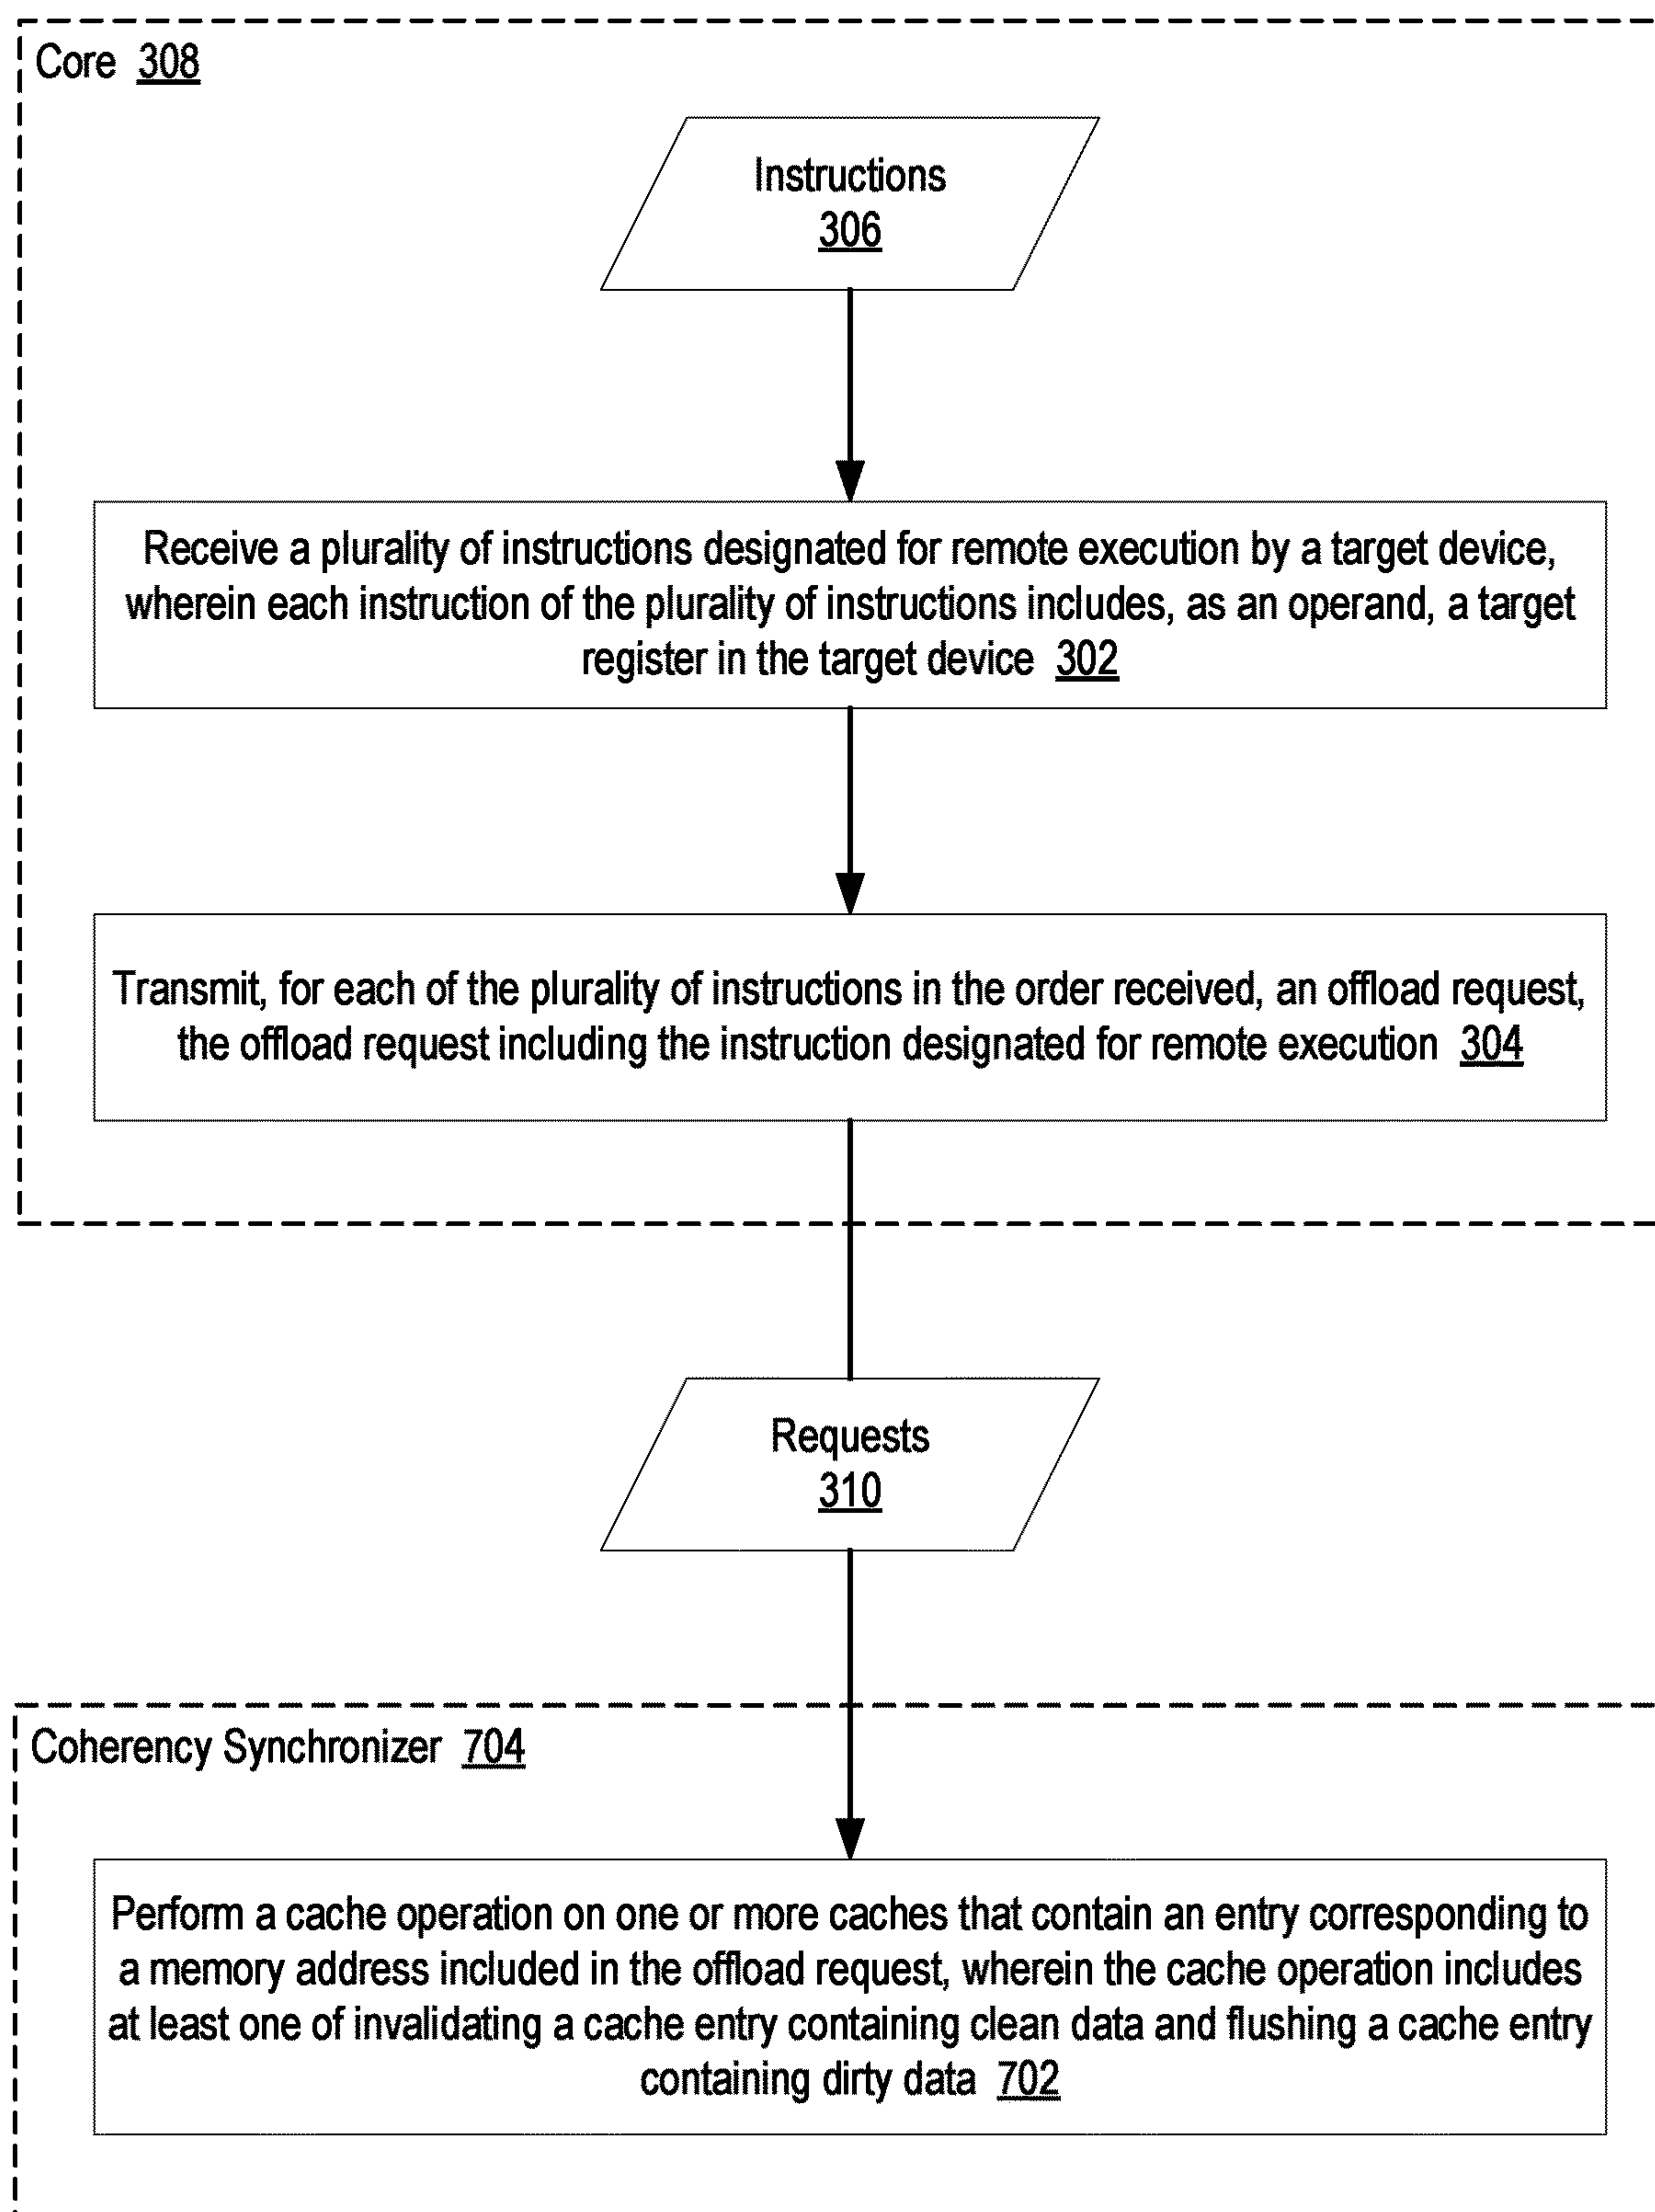 Core 308
Instructions
306
Receive a plurality of instructions designated for remote execution by a target device,
wherein each instruction of the plurality of instructions includes, as an operand, a target
register in the target device 302
Transmit, for each of the plurality of instructions in the order received, an offload request,
the offload request including the instruction designated for remote execution 304
Requests
310
Coherency Synchronizer 704
Perform a cache operation on one or more caches that contain an entry corresponding to
a memory address included in the offload request, wherein the cache operation includes
at least one of invalidating a cache entry containing clean data and flushing a cache entry
containing dirty data 702